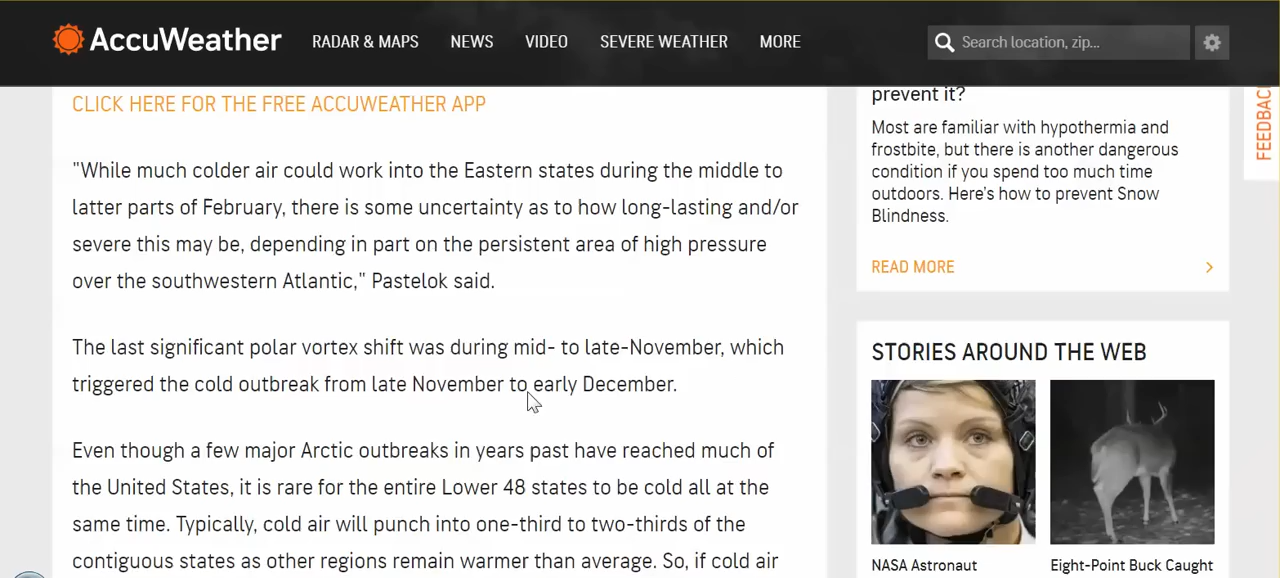 AccuWeather
RADAR & MAPS
NEWS
VIDEO
SEVERE WEATHER
MORE
Search location, zip...
CLICK HERE FOR THE FREE ACCUWEATHER APP
"While much colder air could work into the Eastern states during the middle to
latter parts of February, there is some uncertainty as to how long-lasting and/or
severe this may be, depending in part on the persistent area of high pressure
over the southwestern Atlantic," Pastelok said.
The last significant polar vortex shift was during mid- to late-November, which
triggered the cold outbreak from late November to early December.
Even though a few major Arctic outbreaks in years past have reached much of
the United States, it is rare for the entire Lower 48 states to be cold all at the
same time. Typically, cold air will punch into one-third to two-thirds of the
contiguous states as other regions remain warmer than average. So, if cold air
prevent it?
Most are familiar with hypothermia and
frostbite, but there is another dangerous
condition if you spend too much time
outdoors. Here's how to prevent Snow
Blindness.
READ MORE
STORIES AROUND THE WEB
NASA Astronaut
Eight-Point Buck Caught
FEEDBAC